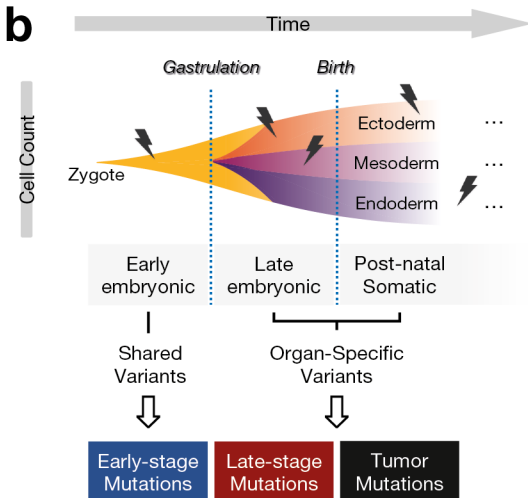 b
Time
Gastrulation
Birth
Cell Count
Zygote
Ectoderm
Mesoderm
Endoderm
...
...
...
Early
embryonic
Late
embryonic
Post-natal
Somatic
Shared
Variants
Organ-Specific
Variants
Early-stage
Mutations
Late-stage
Mutations
Tumor
Mutations